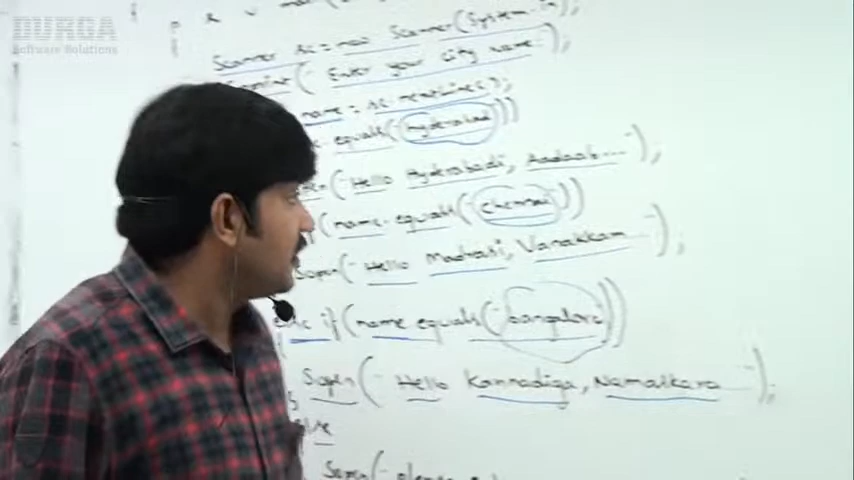 DURGA
Software Solutions
Scanner sc = new Scanner(System.in);
Sopln("Enter your city name");
name = sc.nextLine();
equals("hyderabad"))
("Hello Hyderabadi, Aadaab...");
(name.equals("chennai"))
Sopln("Hello Madrasi, Vanakkam");
else if (name.equals("bangalore"))
Sopln("Hello Kannadiga, Namaskara");
else
Sopln("please